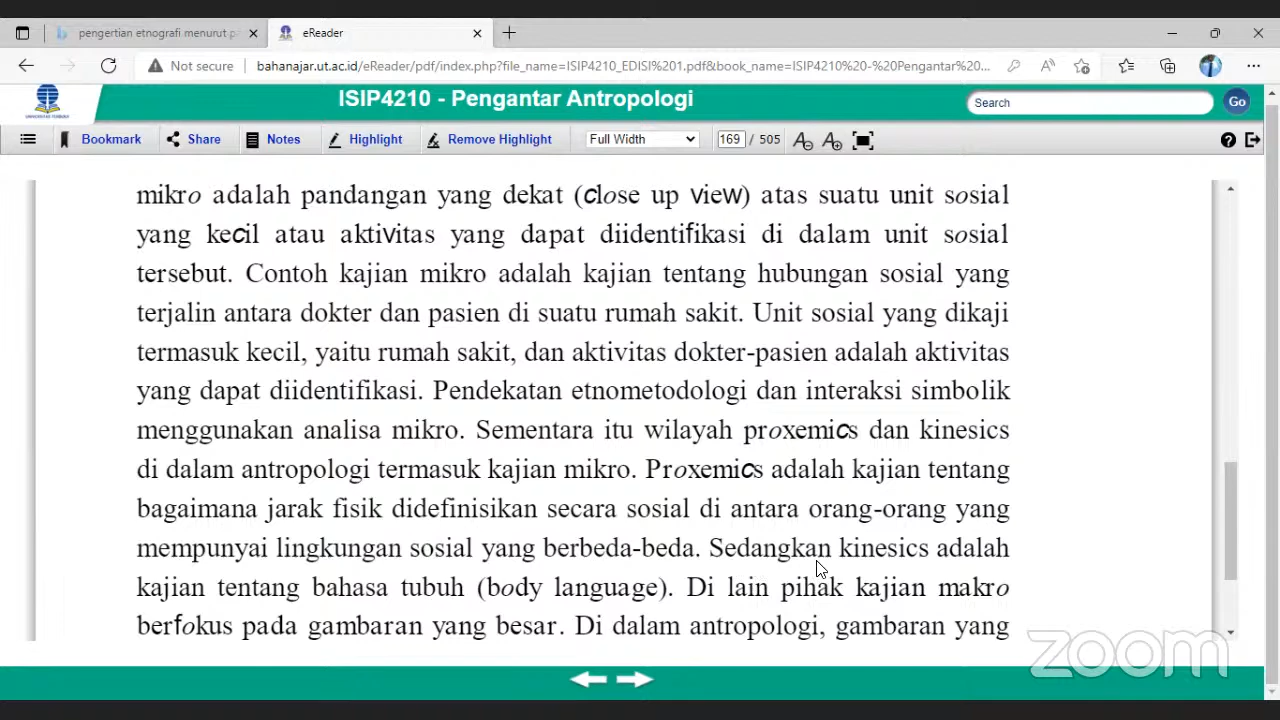 pengertian etnografi menurut p
eReader
Not secure
bahanajar.ut.ac.id/eReader/pdf/index.php?file_name=ISIP4210_EDISI%201.pdf&book_name=ISIP4210%20-%20Pengantar%20...
ISIP4210 - Pengantar Antropologi
Search
Go
Bookmark
Share
Notes
Highlight
Remove Highlight
Full Width
169 / 505
mikro adalah pandangan yang dekat (close up view) atas suatu unit sosial
yang kecil atau aktivitas yang dapat diidentifikasi di dalam unit sosial
tersebut. Contoh kajian mikro adalah kajian tentang hubungan sosial yang
terjalin antara dokter dan pasien di suatu rumah sakit. Unit sosial yang dikaji
termasuk kecil, yaitu rumah sakit, dan aktivitas dokter-pasien adalah aktivitas
yang dapat diidentifikasi. Pendekatan etnometodologi dan interaksi simbolik
menggunakan analisa mikro. Sementara itu wilayah proxemics dan kinesics
di dalam antropologi termasuk kajian mikro. Proxemics adalah kajian tentang
bagaimana jarak fisik didefinisikan secara sosial di antara orang-orang yang
mempunyai lingkungan sosial yang berbeda-beda. Sedangkan kinesics adalah
kajian tentang bahasa tubuh (body language). Di lain pihak kajian makro
berfokus pada gambaran yang besar. Di dalam antropologi, gambaran yang
zoom